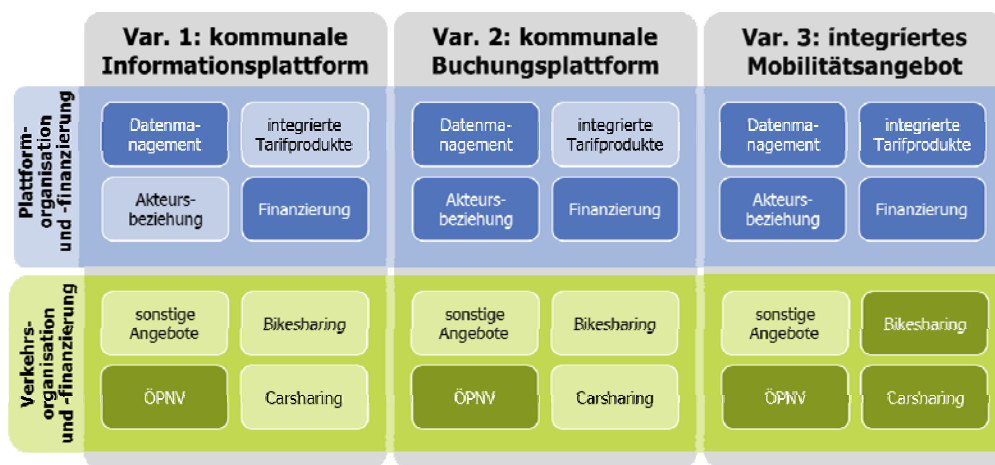 Var. 1: kommunale
Informationsplattform
Var. 2: kommunale
Buchungsplattform
Var. 3: integriertes
Mobilitätsangebot
Plattform-
organisation
und -finanzierung
Datenma-
nagement
integrierte
Tarifprodukte
Akteurs-
beziehung
Finanzierung
Datenma-
nagement
integrierte
Tarifprodukte
Akteurs-
beziehung
Finanzierung
Datenma-
nagement
integrierte
Tarifprodukte
Akteurs-
beziehung
Finanzierung
Verkehrs-
organisation
und -finanzierung
sonstige
Angebote
Bikesharing
ÖPNV
Carsharing
sonstige
Angebote
Bikesharing
ÖPNV
Carsharing
sonstige
Angebote
Bikesharing
ÖPNV
Carsharing